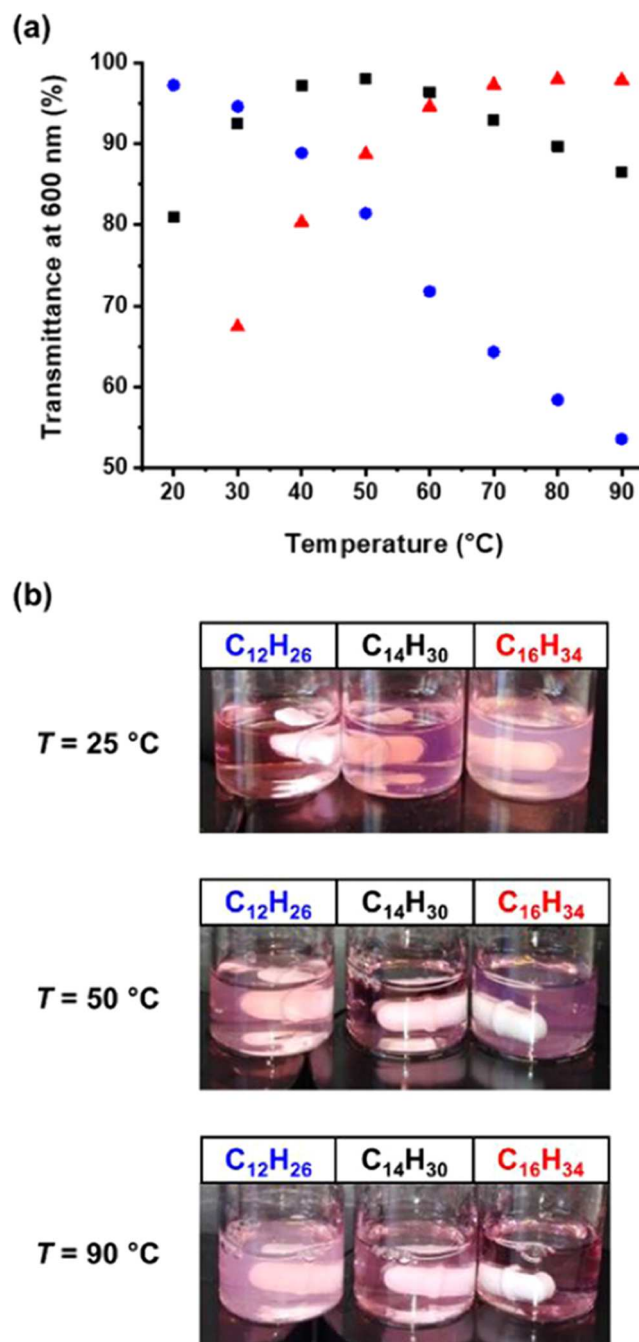 (a)
Transmittance at 600 nm (%)
100
90
80
70
60
50
20 30 40 50 60 70 80 90
Temperature (°C)
(b)
C₁₂H₂₆ C₁₄H₃₀ C₁₆H₃₄
T = 25 °C
C₁₂H₂₆ C₁₄H₃₀ C₁₆H₃₄
T = 50 °C
C₁₂H₂₆ C₁₄H₃₀ C₁₆H₃₄
T = 90 °C